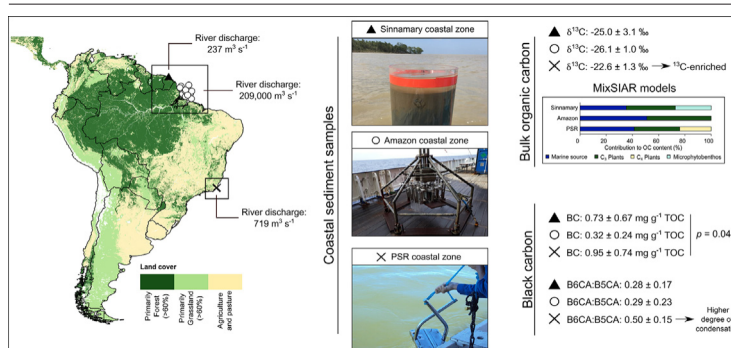 River discharge:
237 m³ s⁻¹
River discharge:
209,000 m³ s⁻¹
River discharge:
719 m³ s⁻¹
Land cover
Primarily
Forest
(>60%)
Primarily
Grassland
(>60%)
Agriculture
and pasture
Coastal sediment samples
Sinnamary coastal zone
Amazon coastal zone
PSR coastal zone
Bulk organic carbon
δ¹³C: -25.0 ± 3.1 ‰
δ¹³C: -26.1 ± 1.0 ‰
δ¹³C: -22.6 ± 1.3 ‰ → ¹³C-enriched
MixSIAR models
Sinnamary
Amazon
PSR
0 20 40 60 80 100
Contribution to OC content (%)
Marine source C₃ Plants C₄ Plants Microphytobenthos
Black carbon
BC: 0.73 ± 0.67 mg g⁻¹ TOC
BC: 0.32 ± 0.24 mg g⁻¹ TOC
BC: 0.95 ± 0.74 mg g⁻¹ TOC
p = 0.04
B6CA:B5CA: 0.28 ± 0.17
B6CA:B5CA: 0.29 ± 0.23
B6CA:B5CA: 0.50 ± 0.15 →
Higher
degree o
condensat